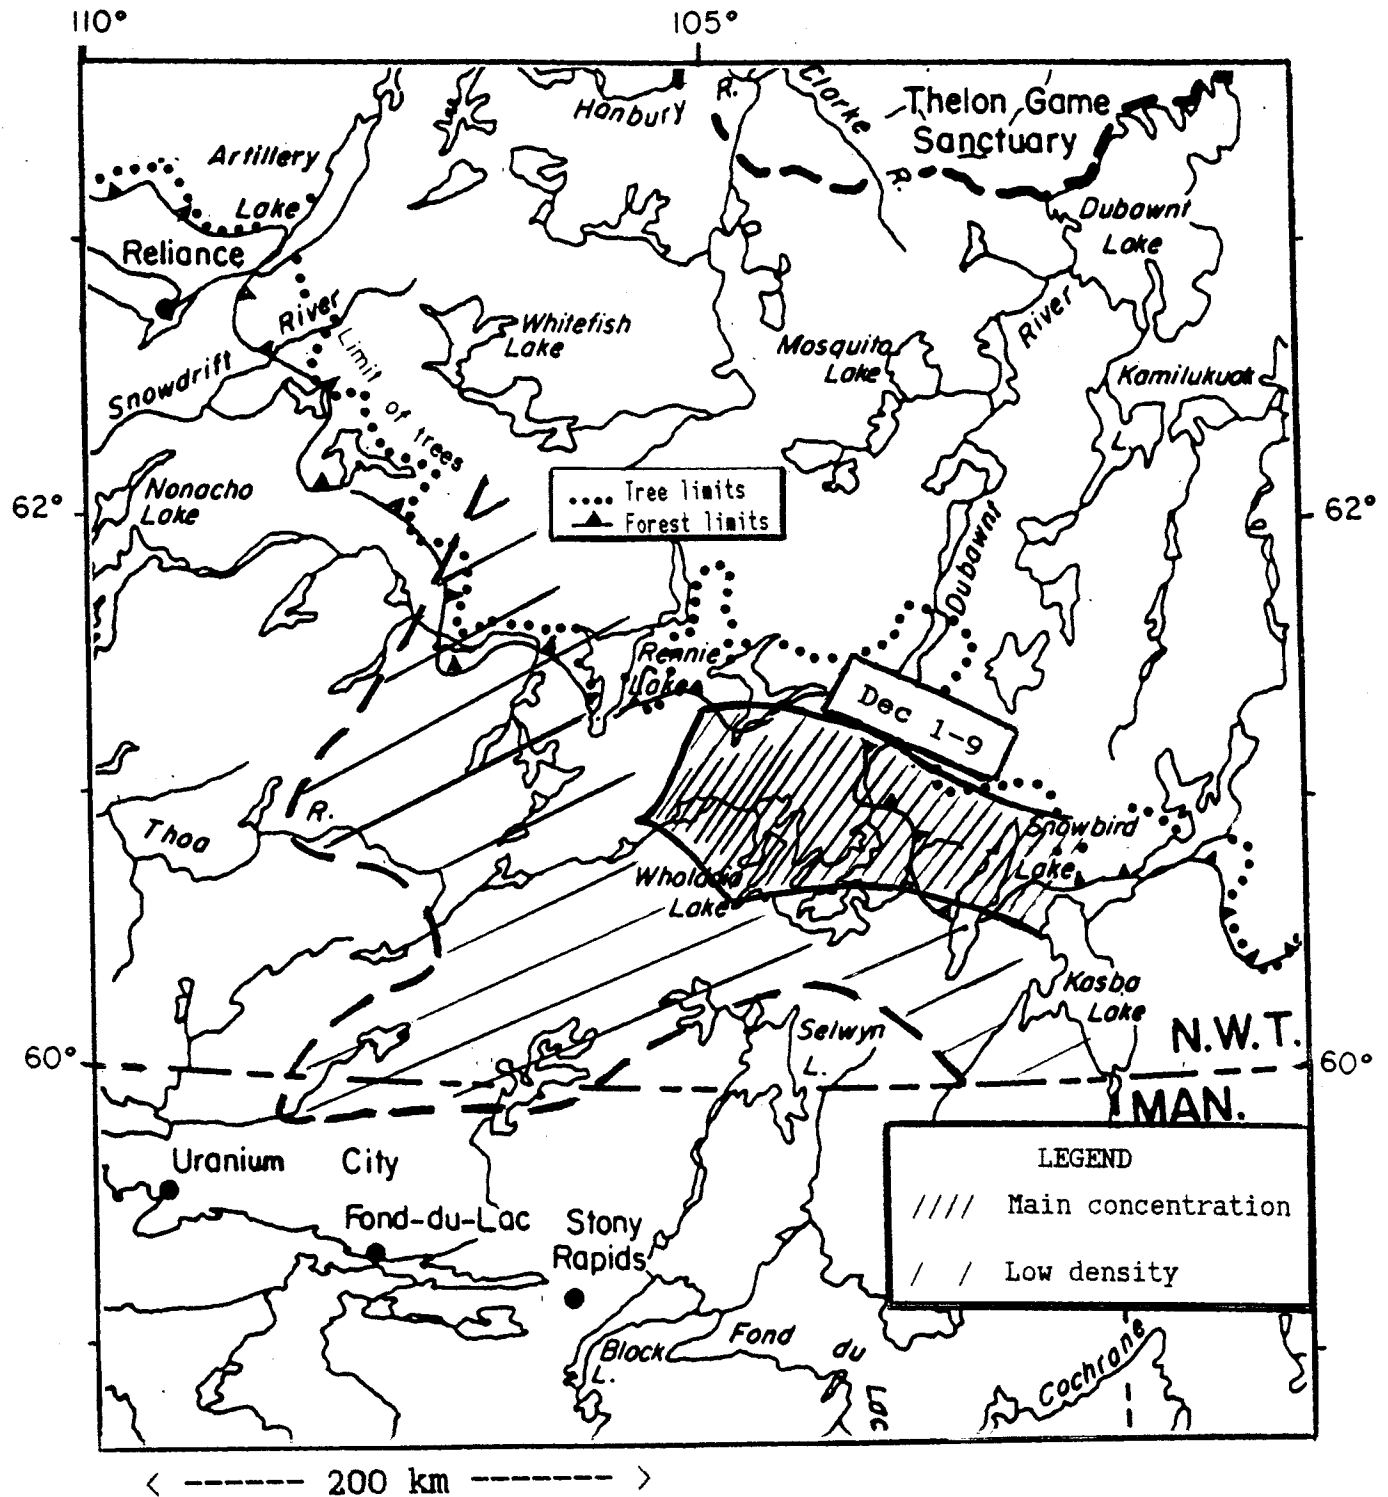 110°
105°
Hanbury
R.
Clarke
R.
Thelon Game
Sanctuary
Artillery
Lake
Reliance
Dubawnt
Lake
River
Snowdrift
Limit of trees
Whitefish
Lake
Mosquito
Lake
River
Dubawnt
Kamilukuak
L.
Nonacho
Lake
62°
62°
Tree limits
Forest limits
Rennie
Lake
Dec 1-9
R.
Thoa
Snowbird
Lake
Wholdaia
Lake
Kasba
Lake
Selwyn
L.
N.W.T.
60°
60°
MAN.
Uranium City
Fond-du-Lac
Stony
Rapids
LEGEND
//// Main concentration
/ / Low density
Black
L.
Fond du Lac
Cochrane
< ------ 200 km ------- >